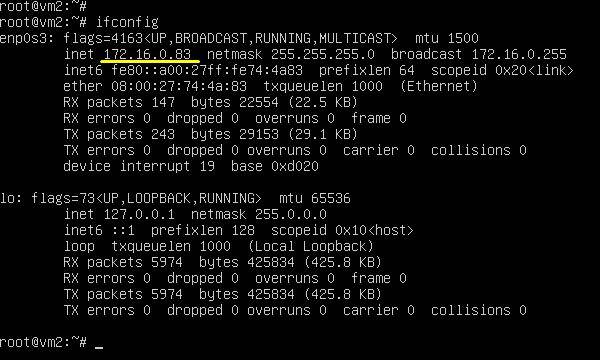 root@vm2:~#
root@vm2:~# ifconfig
enp0s3: flags=4163<UP,BROADCAST,RUNNING,MULTICAST>  mtu 1500
        inet 172.16.0.83  netmask 255.255.255.0  broadcast 172.16.0.255
        inet6 fe80::a00:27ff:fe74:4a83  prefixlen 64  scopeid 0x20<link>
        ether 08:00:27:74:4a:83  txqueuelen 1000  (Ethernet)
        RX packets 147  bytes 22554 (22.5 KB)
        RX errors 0  dropped 0  overruns 0  frame 0
        TX packets 243  bytes 29153 (29.1 KB)
        TX errors 0  dropped 0 overruns 0  carrier 0  collisions 0
        device interrupt 19  base 0xd020
lo: flags=73<UP,LOOPBACK,RUNNING>  mtu 65536
        inet 127.0.0.1  netmask 255.0.0.0
        inet6 ::1  prefixlen 128  scopeid 0x10<host>
        loop  txqueuelen 1000  (Local Loopback)
        RX packets 5974  bytes 425834 (425.8 KB)
        RX errors 0  dropped 0  overruns 0  frame 0
        TX packets 5974  bytes 425834 (425.8 KB)
        TX errors 0  dropped 0 overruns 0  carrier 0  collisions 0
root@vm2:~# _